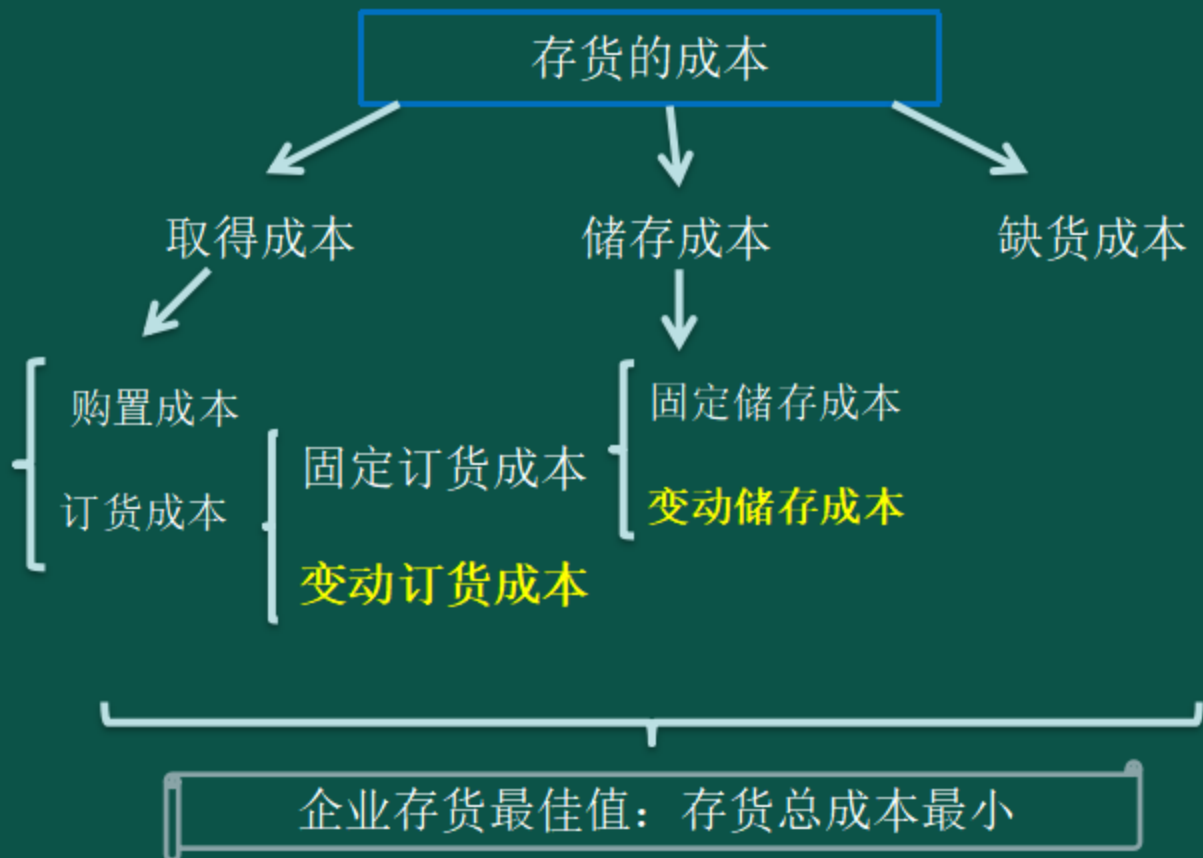 存货的成本
取得成本
储存成本
缺货成本
购置成本
订货成本
固定订货成本
变动订货成本
固定储存成本
变动储存成本
企业存货最佳值：存货总成本最小